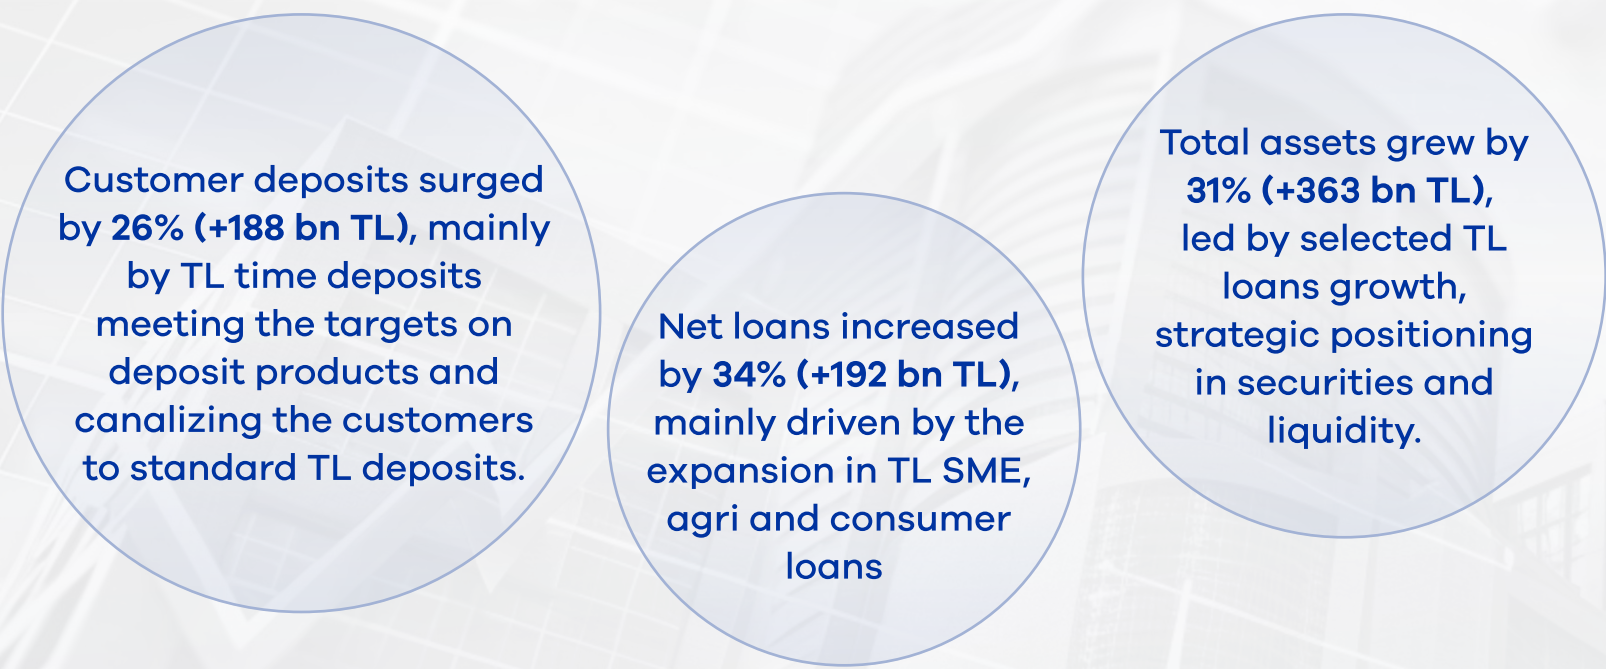 Customer deposits surged
by 26% (+188 bn TL), mainly
by TL time deposits
meeting the targets on
deposit products and
canalizing the customers
to standard TL deposits.
Net loans increased
by 34% (+192 bn TL),
mainly driven by the
expansion in TL SME,
agri and consumer
loans
Total assets grew by
31% (+363 bn TL),
led by selected TL
loans growth,
strategic positioning
in securities and
liquidity.